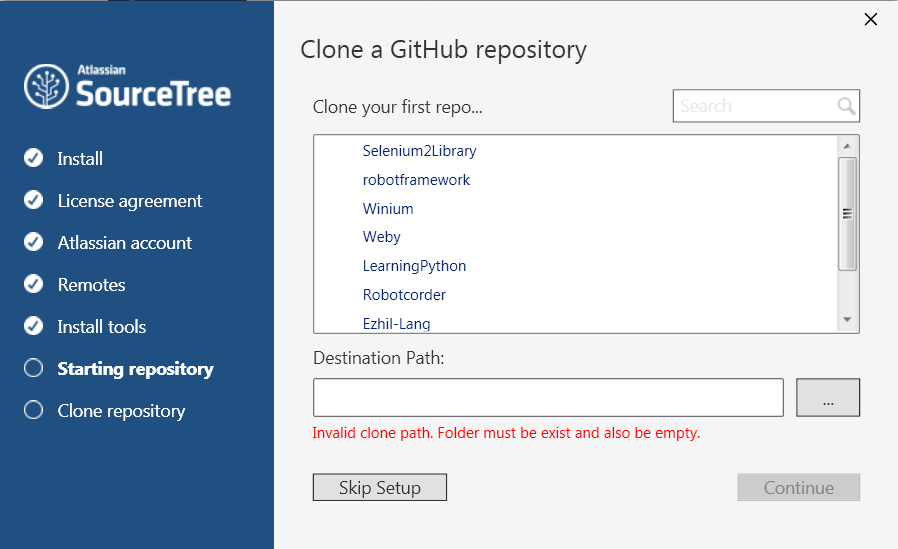 Atlassian
SourceTree
Install
License agreement
Atlassian account
Remotes
Install tools
Starting repository
Clone repository
Clone a GitHub repository
Clone your first repo...
Search
Selenium2Library
robotframework
Winium
Weby
LearningPython
Robotcorder
Ezhil-Lang
Destination Path:
...
Invalid clone path. Folder must be exist and also be empty.
Skip Setup
Continue